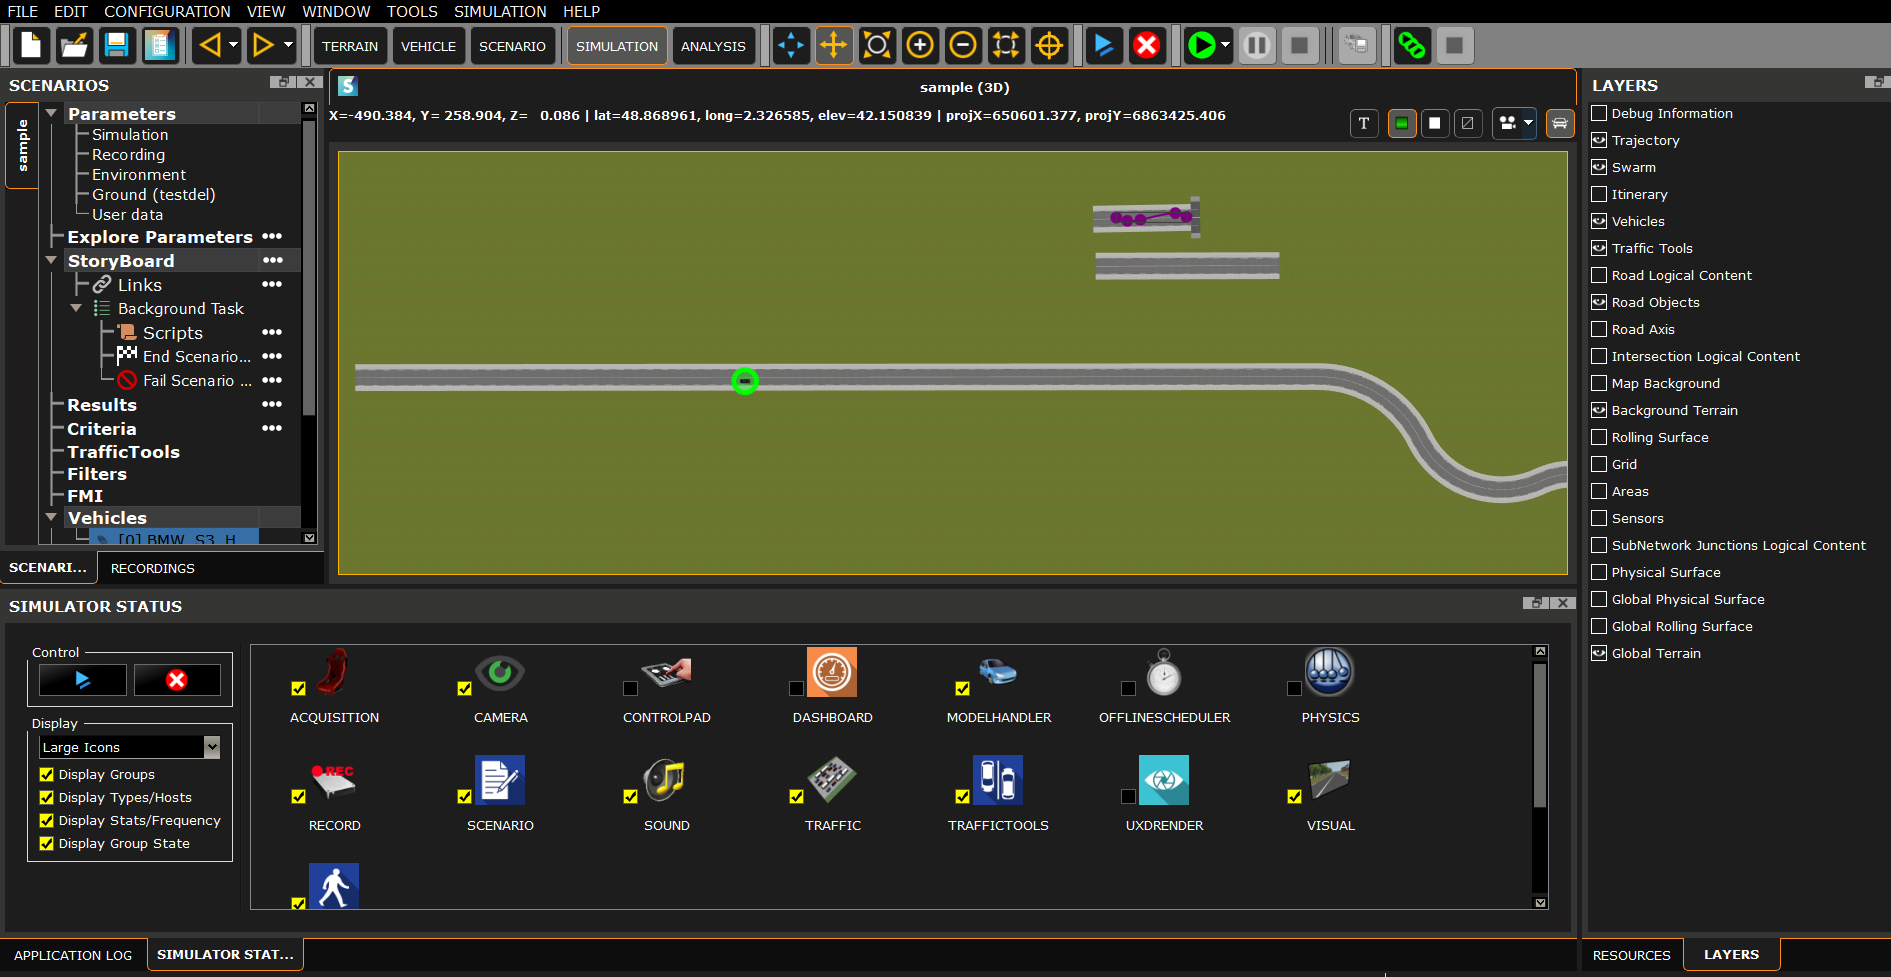 FILE EDIT CONFIGURATION VIEW WINDOW TOOLS SIMULATION HELP
TERRAIN VEHICLE SCENARIO SIMULATION ANALYSIS
SCENARIOS
sample
Parameters
Simulation
Recording
Environment
Ground (testdel)
User data
Explore Parameters •••
StoryBoard •••
Links •••
Background Task
Scripts •••
End Scenario... •••
Fail Scenario ... •••
Results •••
Criteria •••
TrafficTools
Filters
FMI
Vehicles
[0] BMW_S3_H
SCENARI... RECORDINGS
S sample (3D)
X=-490.384, Y= 258.904, Z= 0.086 | lat=48.868961, long=2.326585, elev=42.150839 | projX=650601.377, projY=6863425.406
T
SIMULATOR STATUS
Control
Display
Large Icons
Display Groups
Display Types/Hosts
Display Stats/Frequency
Display Group State
ACQUISITION CAMERA CONTROLPAD DASHBOARD MODELHANDLER OFFLINESCHEDULER PHYSICS
REC
RECORD SCENARIO SOUND TRAFFIC TRAFFICTOOLS UXDRENDER VISUAL
APPLICATION LOG SIMULATOR STAT...
LAYERS
Debug Information
Trajectory
Swarm
Itinerary
Vehicles
Traffic Tools
Road Logical Content
Road Objects
Road Axis
Intersection Logical Content
Map Background
Background Terrain
Rolling Surface
Grid
Areas
Sensors
SubNetwork Junctions Logical Content
Physical Surface
Global Physical Surface
Global Rolling Surface
Global Terrain
RESOURCES LAYERS